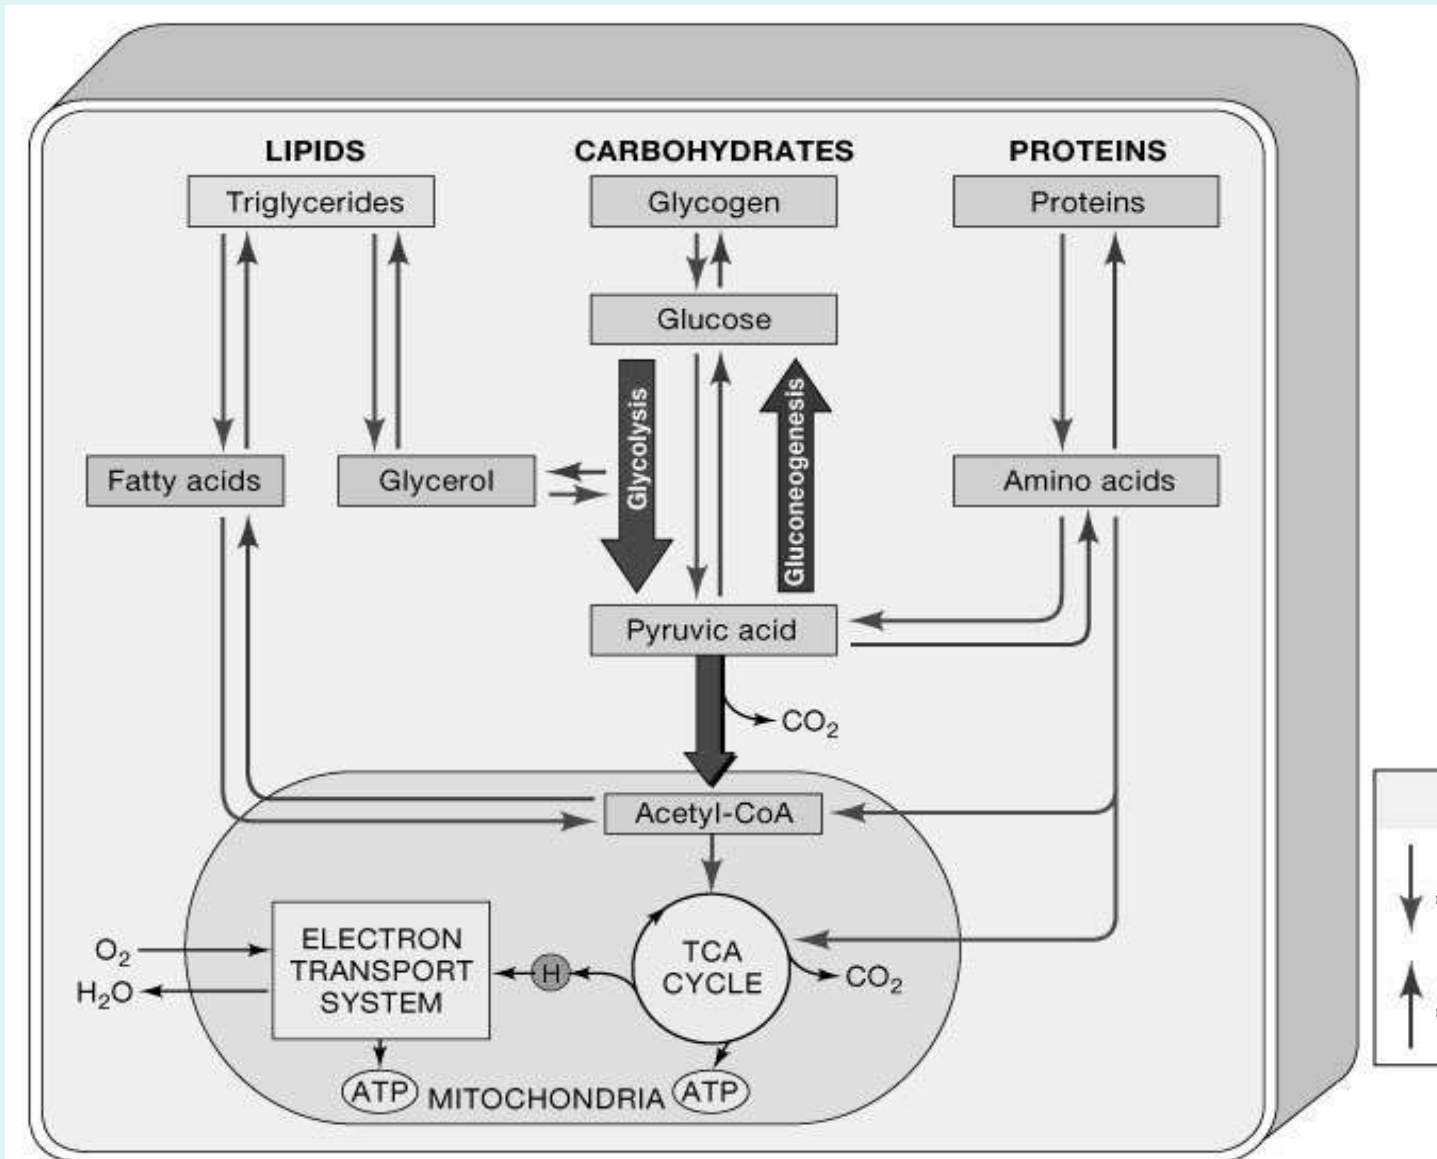 LIPIDS
CARBOHYDRATES
PROTEINS
Triglycerides
Glycogen
Proteins
Glucose
Glycolysis
Gluconeogenesis
Fatty acids
Glycerol
Amino acids
Pyruvic acid
CO₂
Acetyl-CoA
O₂
H₂O
ELECTRON
TRANSPORT
SYSTEM
H
TCA
CYCLE
CO₂
ATP
MITOCHONDRIA
ATP